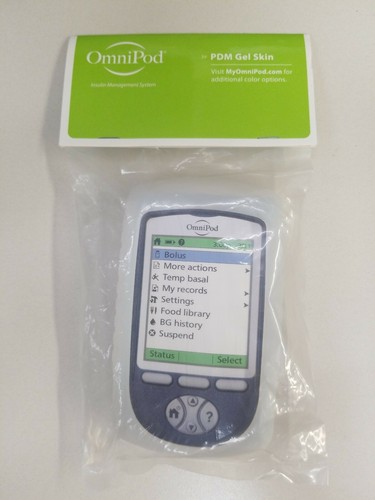 OmniPod®
Insulin Management System
PDM Gel Skin
Visit MyOmniPod.com for
additional color options.
OmniPod
Bolus
More actions
Temp basal
My records
Settings
Food library
BG history
Suspend
Status Select
?